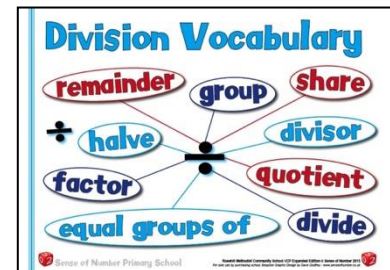 Division Vocabulary
remainder
group
share
÷ halve
divisor
÷
factor
quotient
equal groups of
divide
Sense of Number Primary School